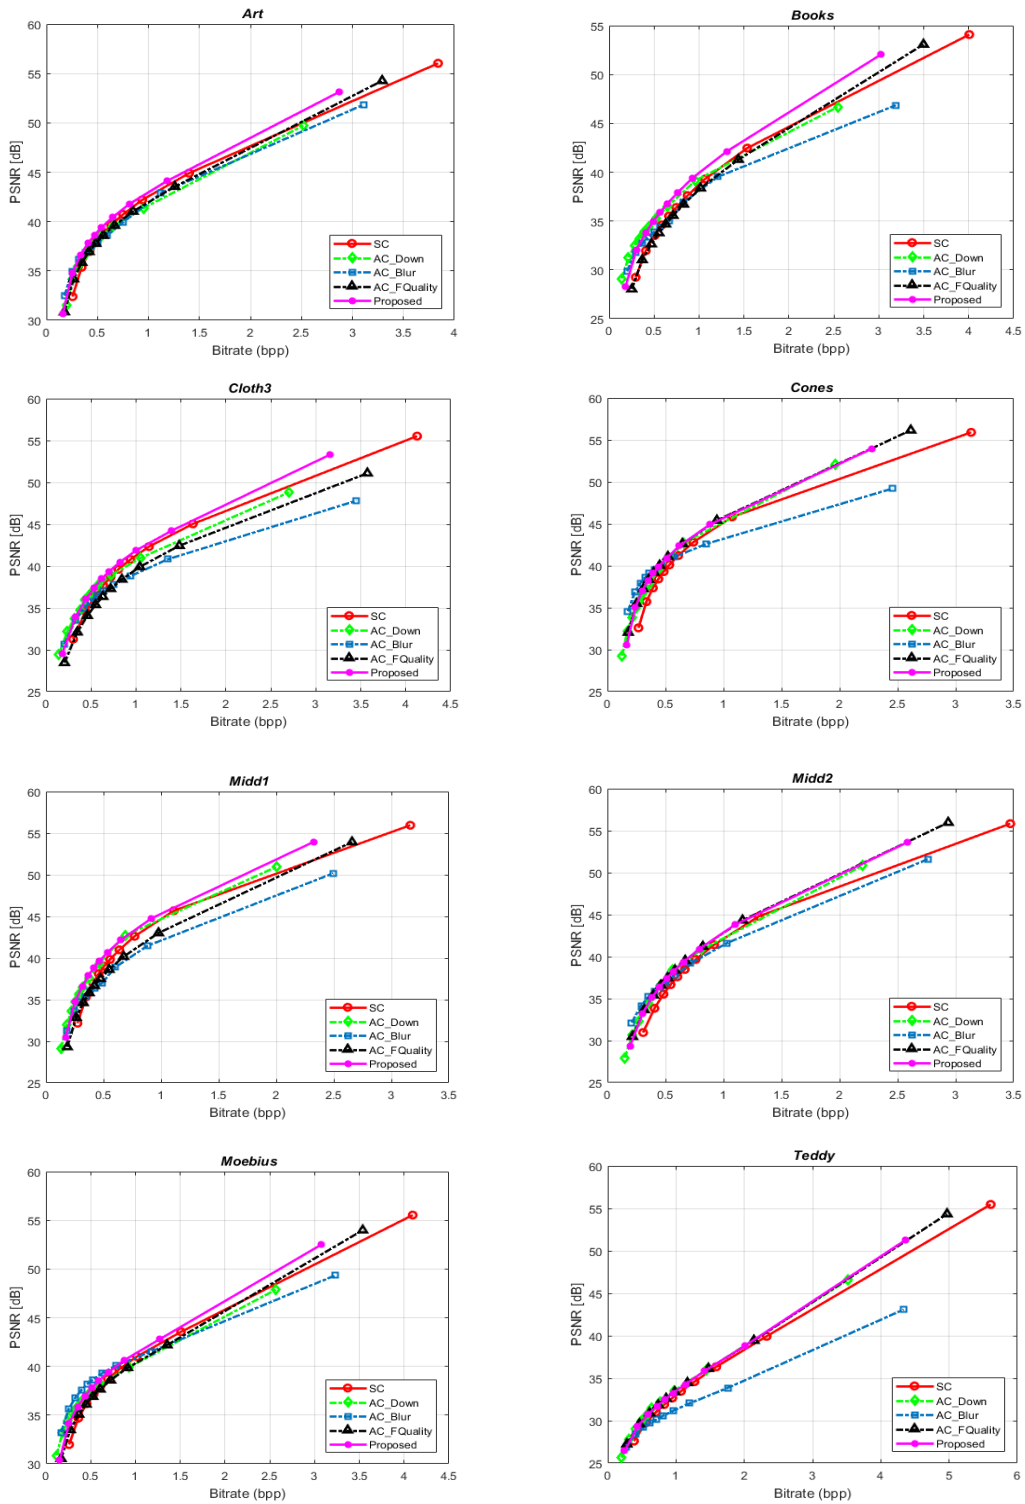 Art
60
55
50
45
40
35
30
PSNR [dB]
0 0.5 1 1.5 2 2.5 3 3.5 4
Bitrate (bpp)
SC
AC_Down
AC_Blur
AC_FQuality
Proposed
Books
55
50
45
40
35
30
25
PSNR [dB]
0 0.5 1 1.5 2 2.5 3 3.5 4 4.5
Bitrate (bpp)
SC
AC_Down
AC_Blur
AC_FQuality
Proposed
Cloth3
60
55
50
45
40
35
30
25
PSNR [dB]
0 0.5 1 1.5 2 2.5 3 3.5 4 4.5
Bitrate (bpp)
SC
AC_Down
AC_Blur
AC_FQuality
Proposed
Cones
60
55
50
45
40
35
30
25
PSNR [dB]
0 0.5 1 1.5 2 2.5 3 3.5
Bitrate (bpp)
SC
AC_Down
AC_Blur
AC_FQuality
Proposed
Midd1
60
55
50
45
40
35
30
25
PSNR [dB]
0 0.5 1 1.5 2 2.5 3 3.5
Bitrate (bpp)
SC
AC_Down
AC_Blur
AC_FQuality
Proposed
Midd2
60
55
50
45
40
35
30
25
PSNR [dB]
0 0.5 1 1.5 2 2.5 3 3.5
Bitrate (bpp)
SC
AC_Down
AC_Blur
AC_FQuality
Proposed
Moebius
60
55
50
45
40
35
30
PSNR [dB]
0 0.5 1 1.5 2 2.5 3 3.5 4 4.5
Bitrate (bpp)
SC
AC_Down
AC_Blur
AC_FQuality
Proposed
Teddy
60
55
50
45
40
35
30
25
PSNR [dB]
0 1 2 3 4 5 6
Bitrate (bpp)
SC
AC_Down
AC_Blur
AC_FQuality
Proposed